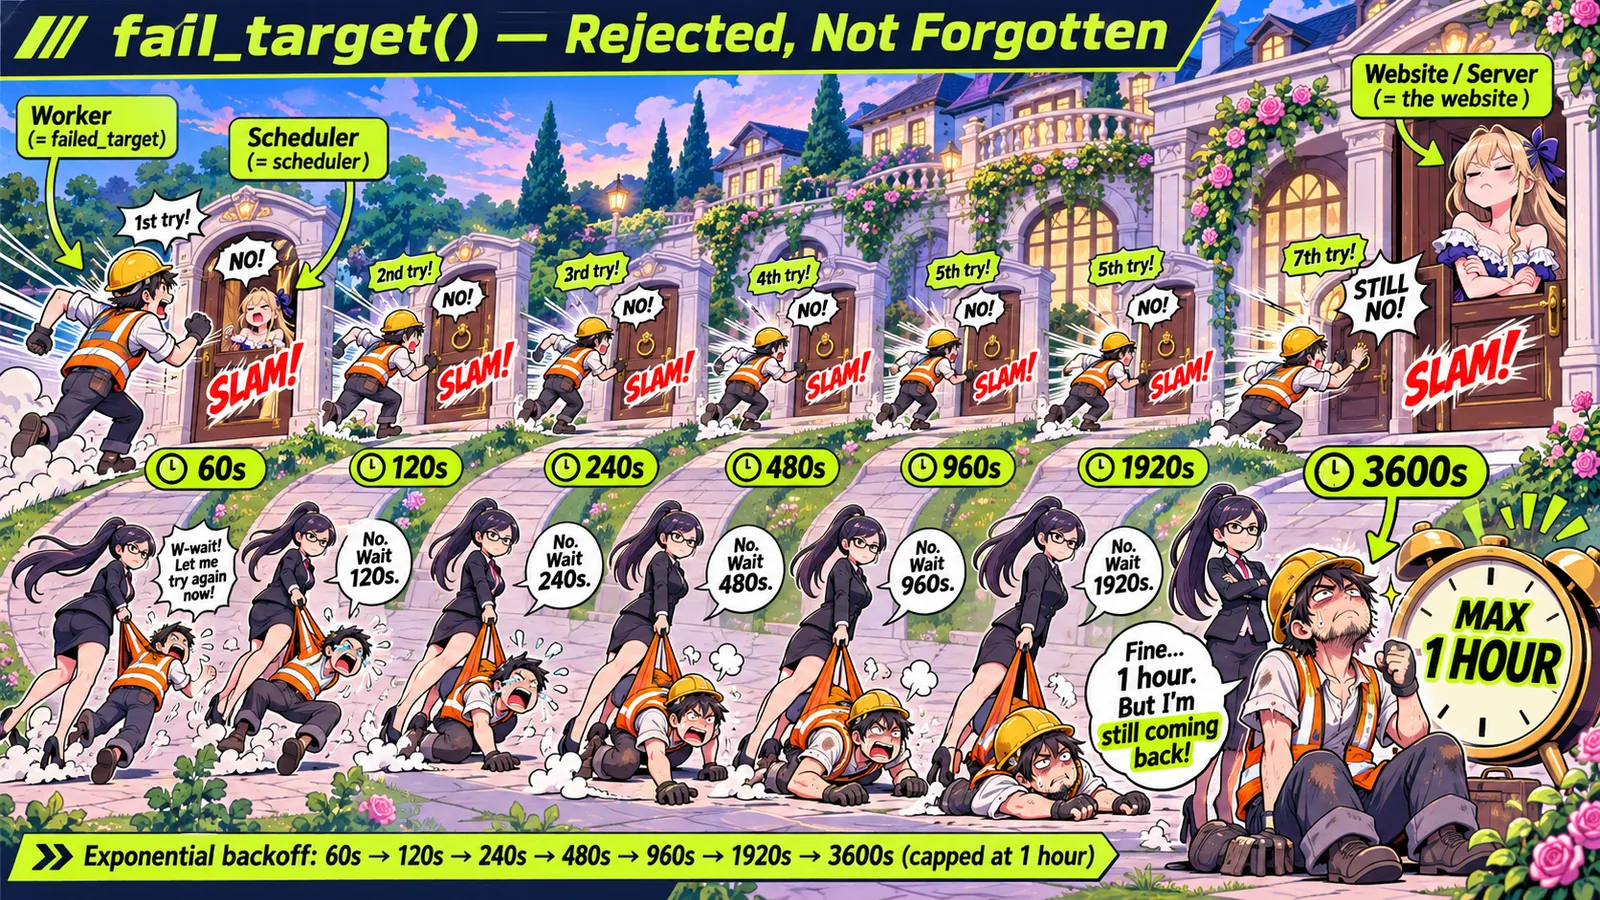 /// fail_target() — Rejected, Not Forgotten
Worker
(= failed_target)
Scheduler
(= scheduler)
Website / Server
(= the website )
1st try!
NO!
SLAM!
2nd try!
NO!
SLAM!
3rd try!
NO!
SLAM!
4th try!
NO!
SLAM!
5th try!
NO!
SLAM!
5th try!
NO!
SLAM!
7th try!
STILL
NO!
SLAM!
60s
120s
240s
480s
960s
1920s
3600s
W-wait!
Let me
try again
now!
No.
Wait
120s.
No.
Wait
240s.
No.
Wait
480s.
No.
Wait
960s.
No.
Wait
1920s.
Fine...
1 hour.
But I'm
still coming
back!
MAX
1 HOUR
Exponential backoff: 60s → 120s → 240s → 480s → 960s → 1920s → 3600s (capped at 1 hour)